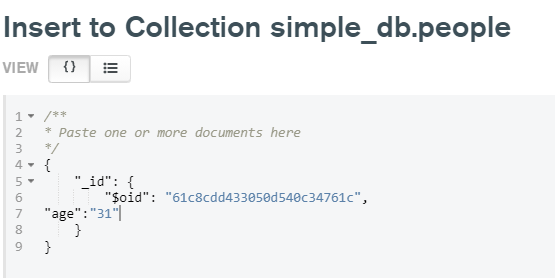 Insert to Collection simple_db.people
VIEW {}
1 /**
2 * Paste one or more documents here
3 */
4 {
5 "_id": {
6 "$oid": "61c8cdd433050d540c34761c",
7 "age":"31"
8 }
9 }